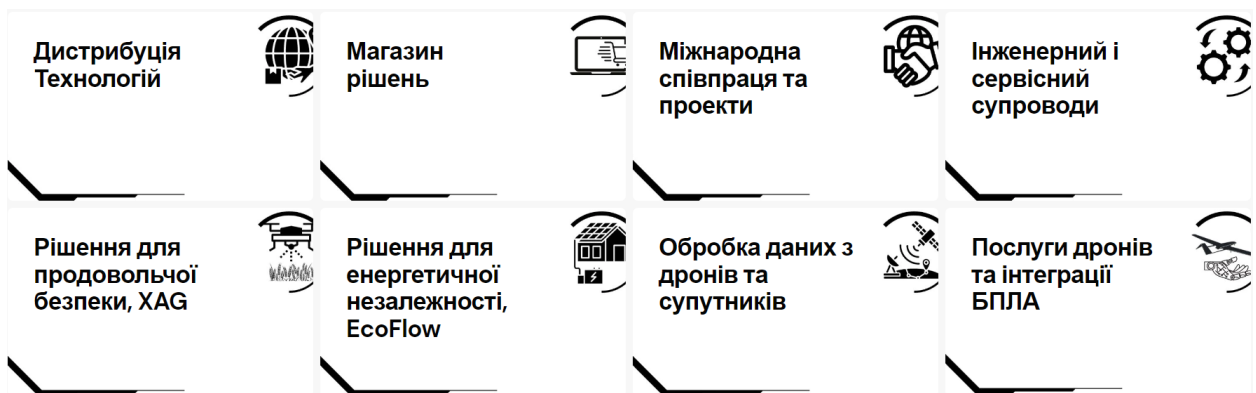 Дистрибуція
Технологій
Магазин
рішень
Міжнародна
співпраця та
проекти
Інженерний і
сервісний
супроводи
Рішення для
продовольчої
безпеки, XAG
Рішення для
енергетичної
незалежності,
EcoFlow
Обробка даних з
дронів та
супутників
Послуги дронів
та інтеграції
БПЛА